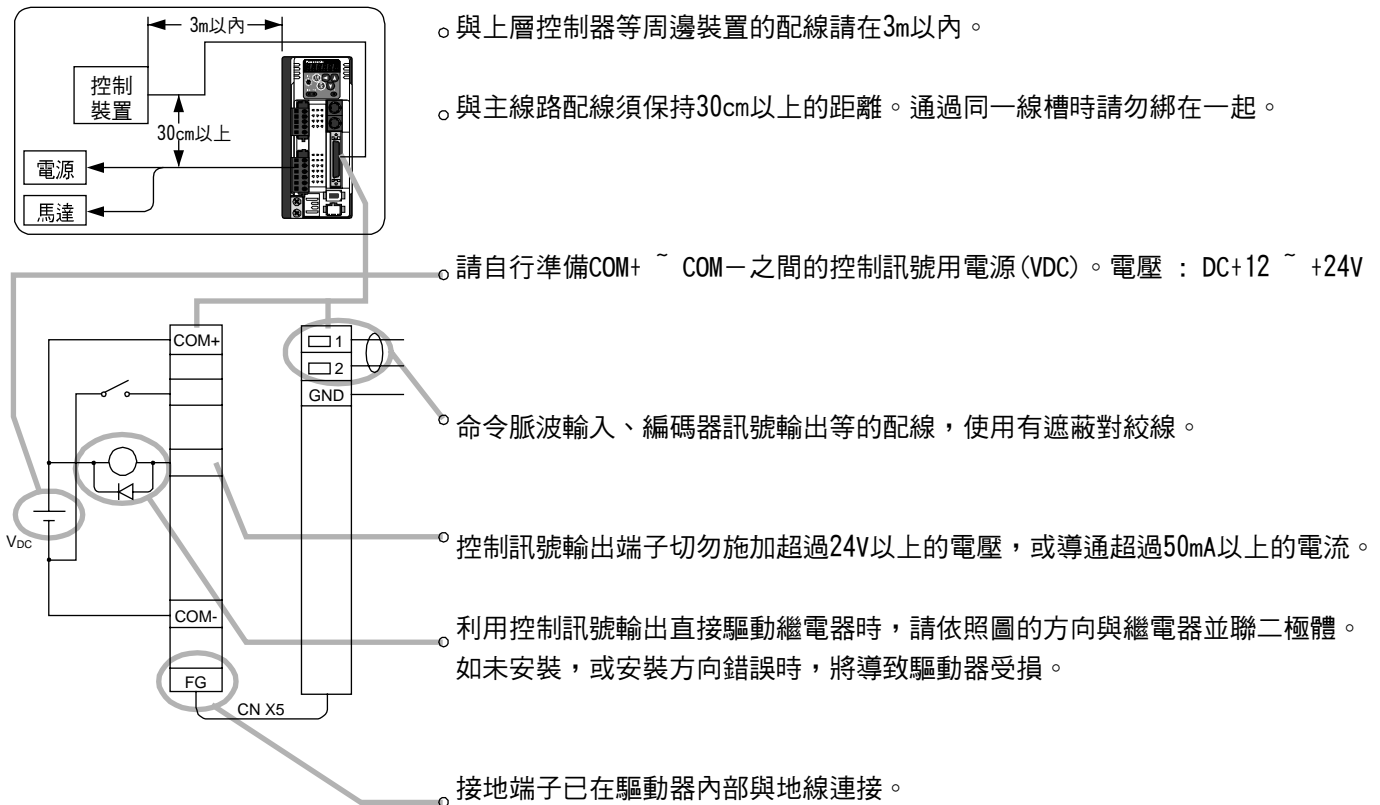 3m以內
控制
裝置
30cm以上
電源
馬達
Panasonic
與上層控制器等周邊裝置的配線請在3m以內。
與主線路配線須保持30cm以上的距離。通過同一線槽時請勿綁在一起。
請自行準備COM+ ~ COM－之間的控制訊號用電源(VDC)。電壓 : DC+12 ~ +24V
COM+
1
2
GND
命令脈波輸入、編碼器訊號輸出等的配線，使用有遮蔽對絞線。
VDC
控制訊號輸出端子切勿施加超過24V以上的電壓，或導通超過50mA以上的電流。
COM-
利用控制訊號輸出直接驅動繼電器時，請依照圖的方向與繼電器並聯二極體。
如未安裝，或安裝方向錯誤時，將導致驅動器受損。
FG
CN X5
接地端子已在驅動器內部與地線連接。